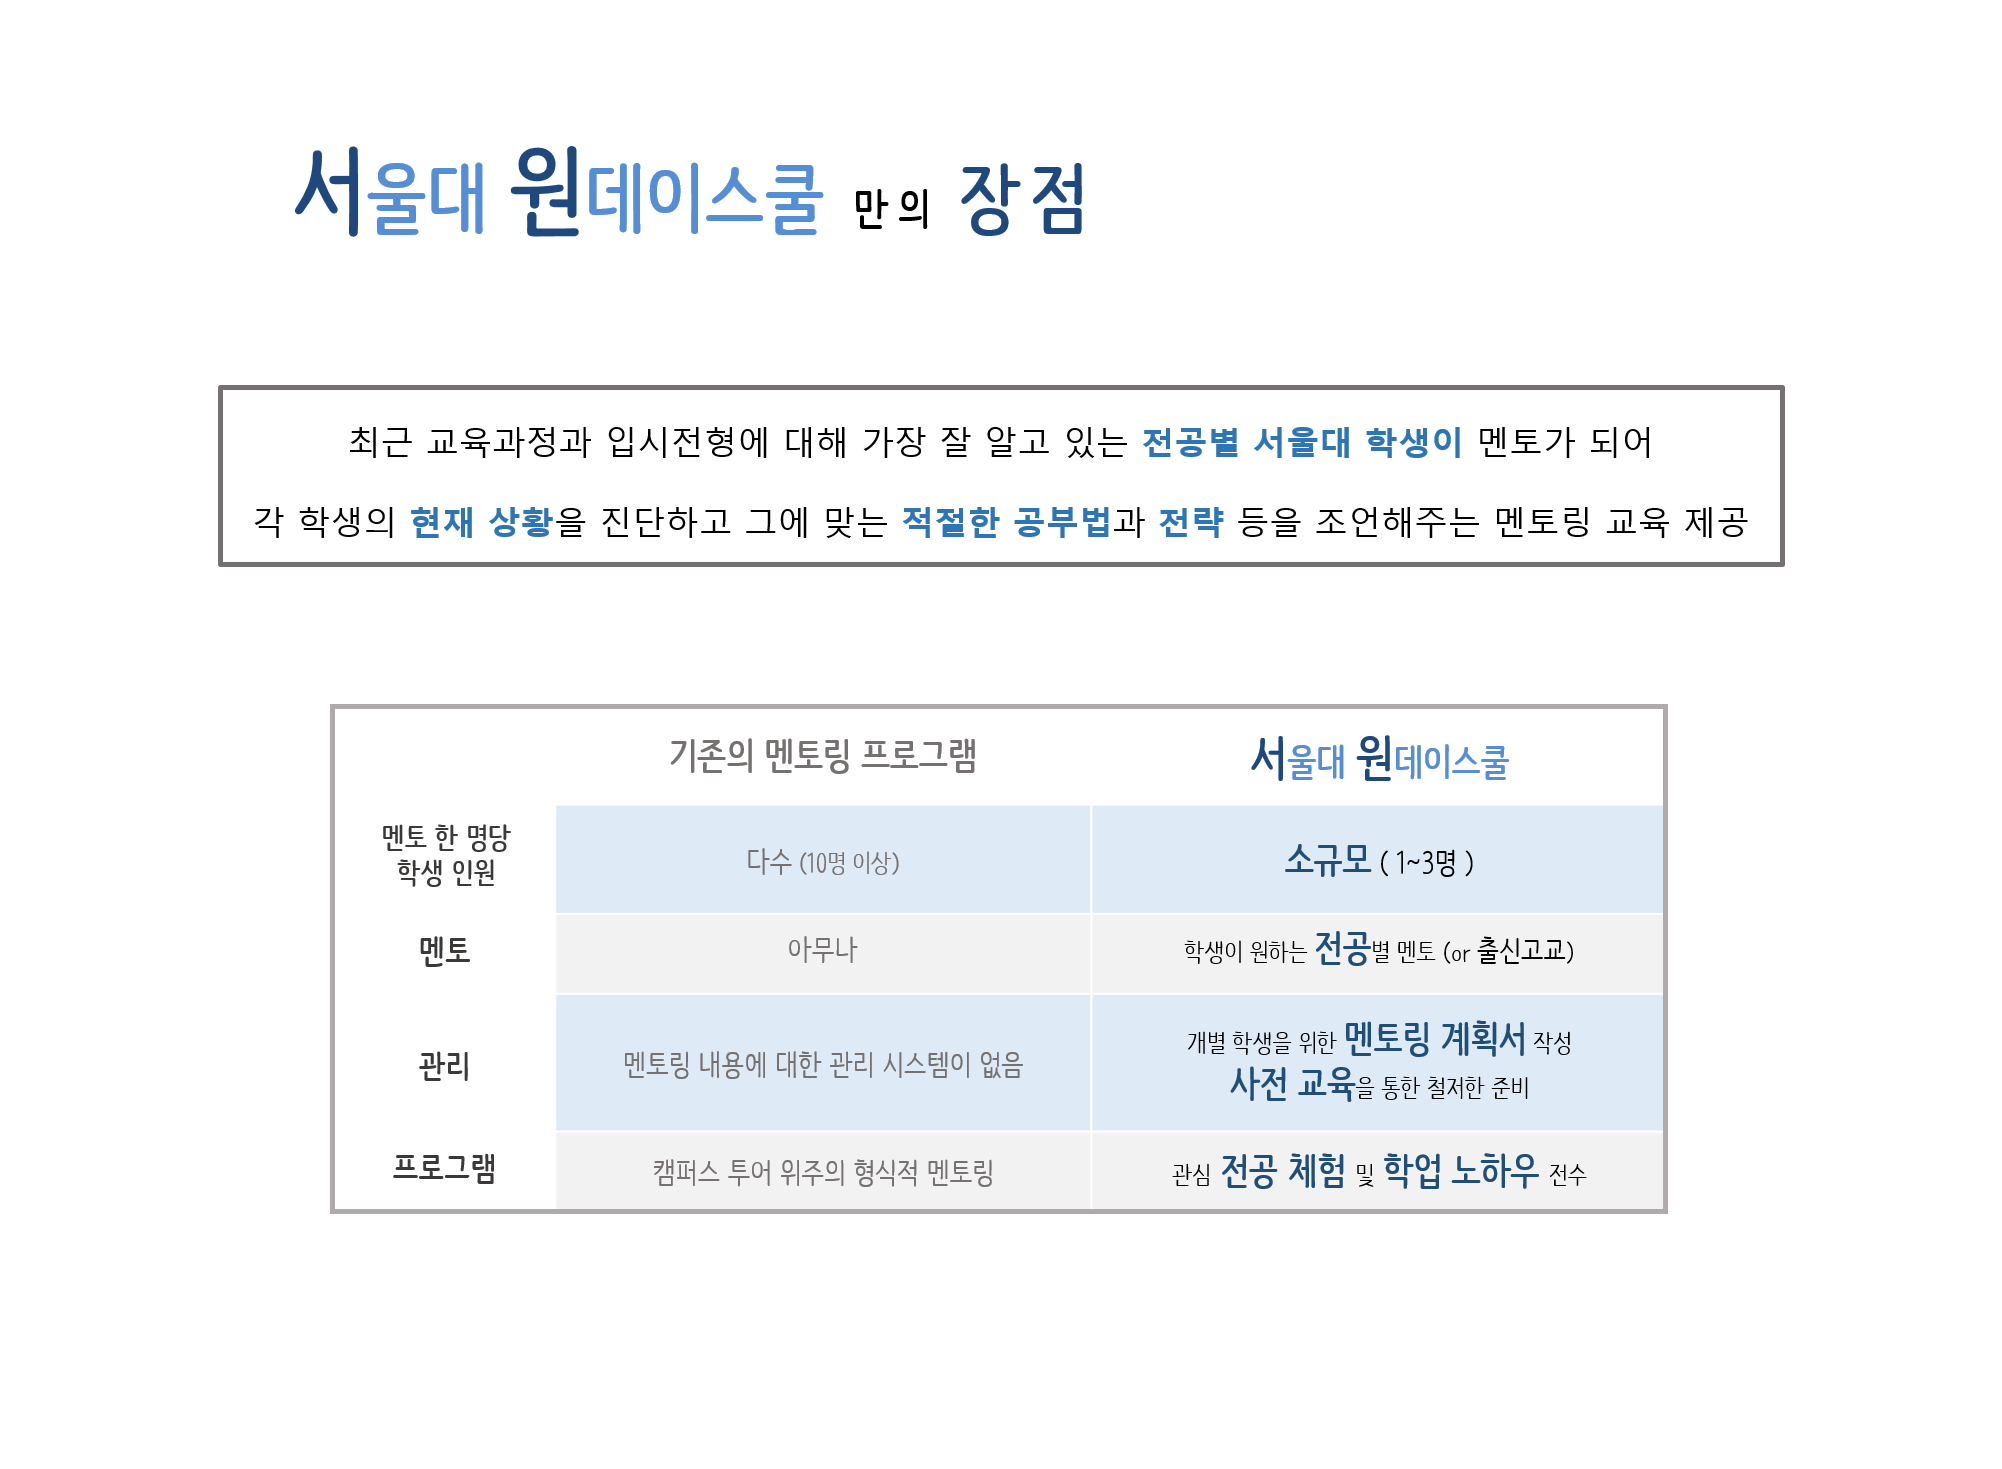 서울대 원데이스쿨 만의 장점
최근 교육과정과 입시전형에 대해 가장 잘 알고 있는 전공별 서울대 학생이 멘토가 되어
각 학생의 현재 상황을 진단하고 그에 맞는 적절한 공부법과 전략 등을 조언해주는 멘토링 교육 제공
기존의 멘토링 프로그램 서울대 원데이스쿨
멘토 한 명당
학생 인원
다수 (10명 이상) 소규모 ( 1~3명 )
멘토 아무나 학생이 원하는 전공별 멘토 (or 출신고교)
관리 멘토링 내용에 대한 관리 시스템이 없음
개별 학생을 위한 멘토링 계획서 작성
사전 교육을 통한 철저한 준비
프로그램 캠퍼스 투어 위주의 형식적 멘토링 관심 전공 체험 및 학업 노하우 전수